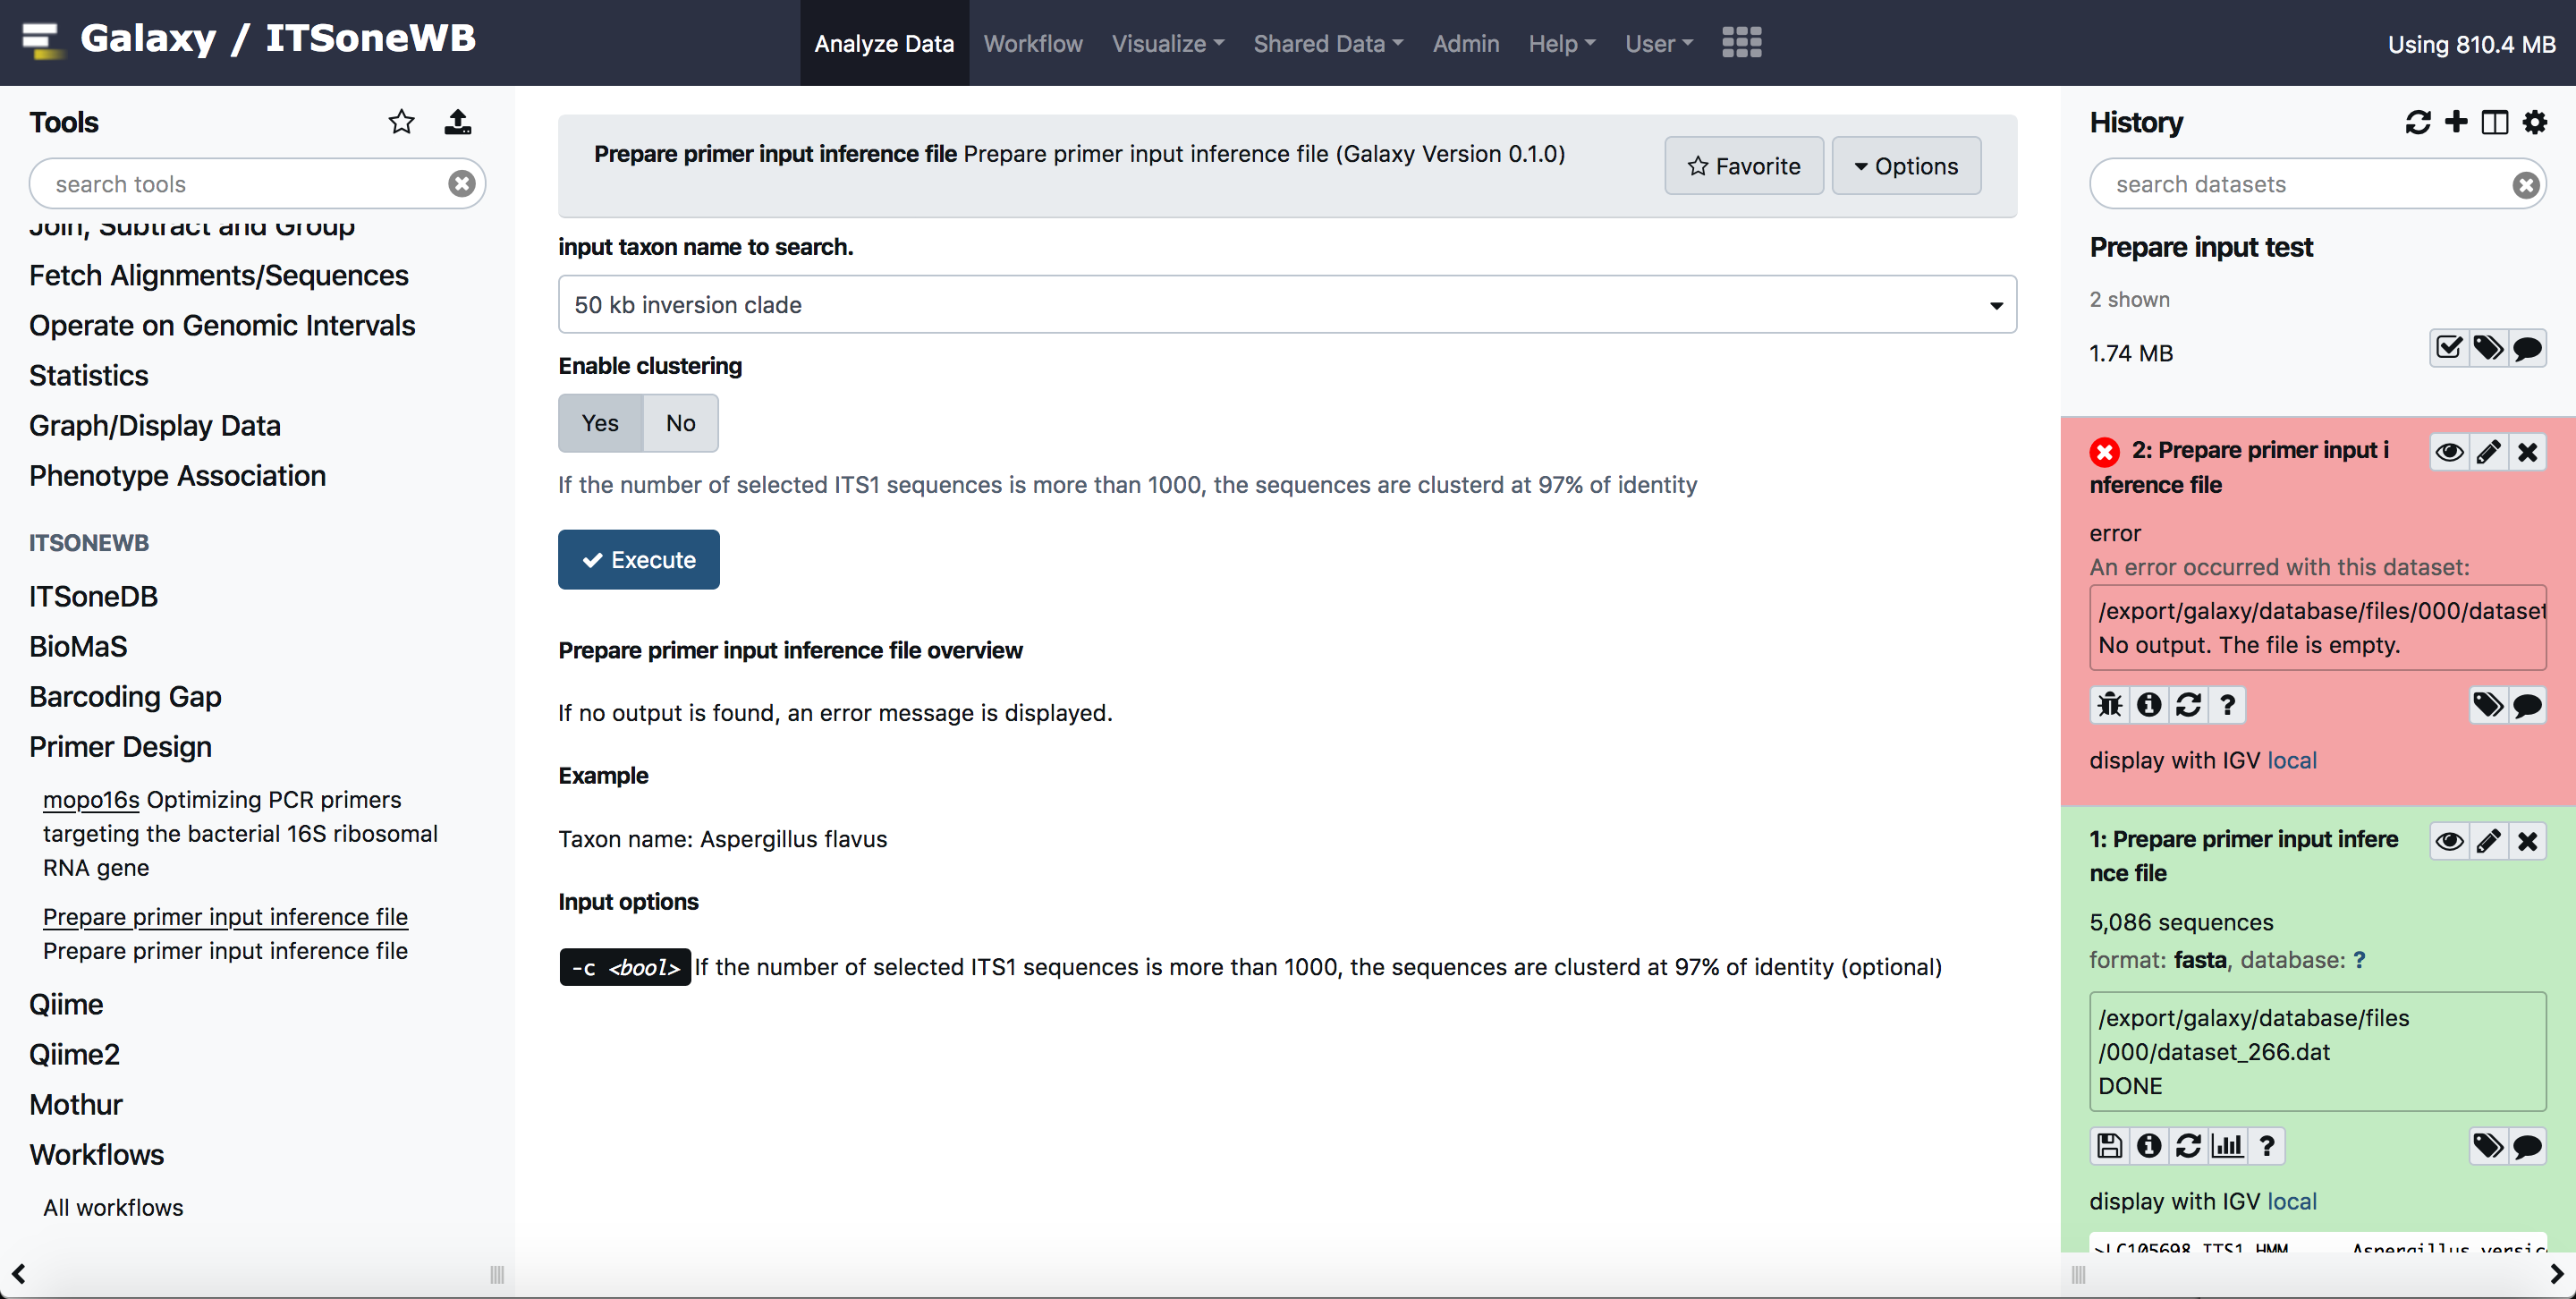 Galaxy / ITSoneWB
Analyze Data Workflow Visualize Shared Data Admin Help User
Using 810.4 MB
Tools
search tools
Join, Subtract and Group
Fetch Alignments/Sequences
Operate on Genomic Intervals
Statistics
Graph/Display Data
Phenotype Association
ITSONEWB
ITSoneDB
BioMaS
Barcoding Gap
Primer Design
mopo16s Optimizing PCR primers
targeting the bacterial 16S ribosomal
RNA gene
Prepare primer input inference file
Prepare primer input inference file
Qiime
Qiime2
Mothur
Workflows
All workflows
Prepare primer input inference file Prepare primer input inference file (Galaxy Version 0.1.0)
Favorite
Options
input taxon name to search.
50 kb inversion clade
Enable clustering
Yes No
If the number of selected ITS1 sequences is more than 1000, the sequences are clusterd at 97% of identity
Execute
Prepare primer input inference file overview
If no output is found, an error message is displayed.
Example
Taxon name: Aspergillus flavus
Input options
-c <bool> If the number of selected ITS1 sequences is more than 1000, the sequences are clusterd at 97% of identity (optional)
History
search datasets
Prepare input test
2 shown
1.74 MB
2: Prepare primer input i
nference file
error
An error occurred with this dataset:
/export/galaxy/database/files/000/dataset
No output. The file is empty.
?
display with IGV local
1: Prepare primer input infere
nce file
5,086 sequences
format: fasta, database: ?
/export/galaxy/database/files
/000/dataset_266.dat
DONE
?
display with IGV local
>LC105698_ITS1_HMM Aspergillus versic